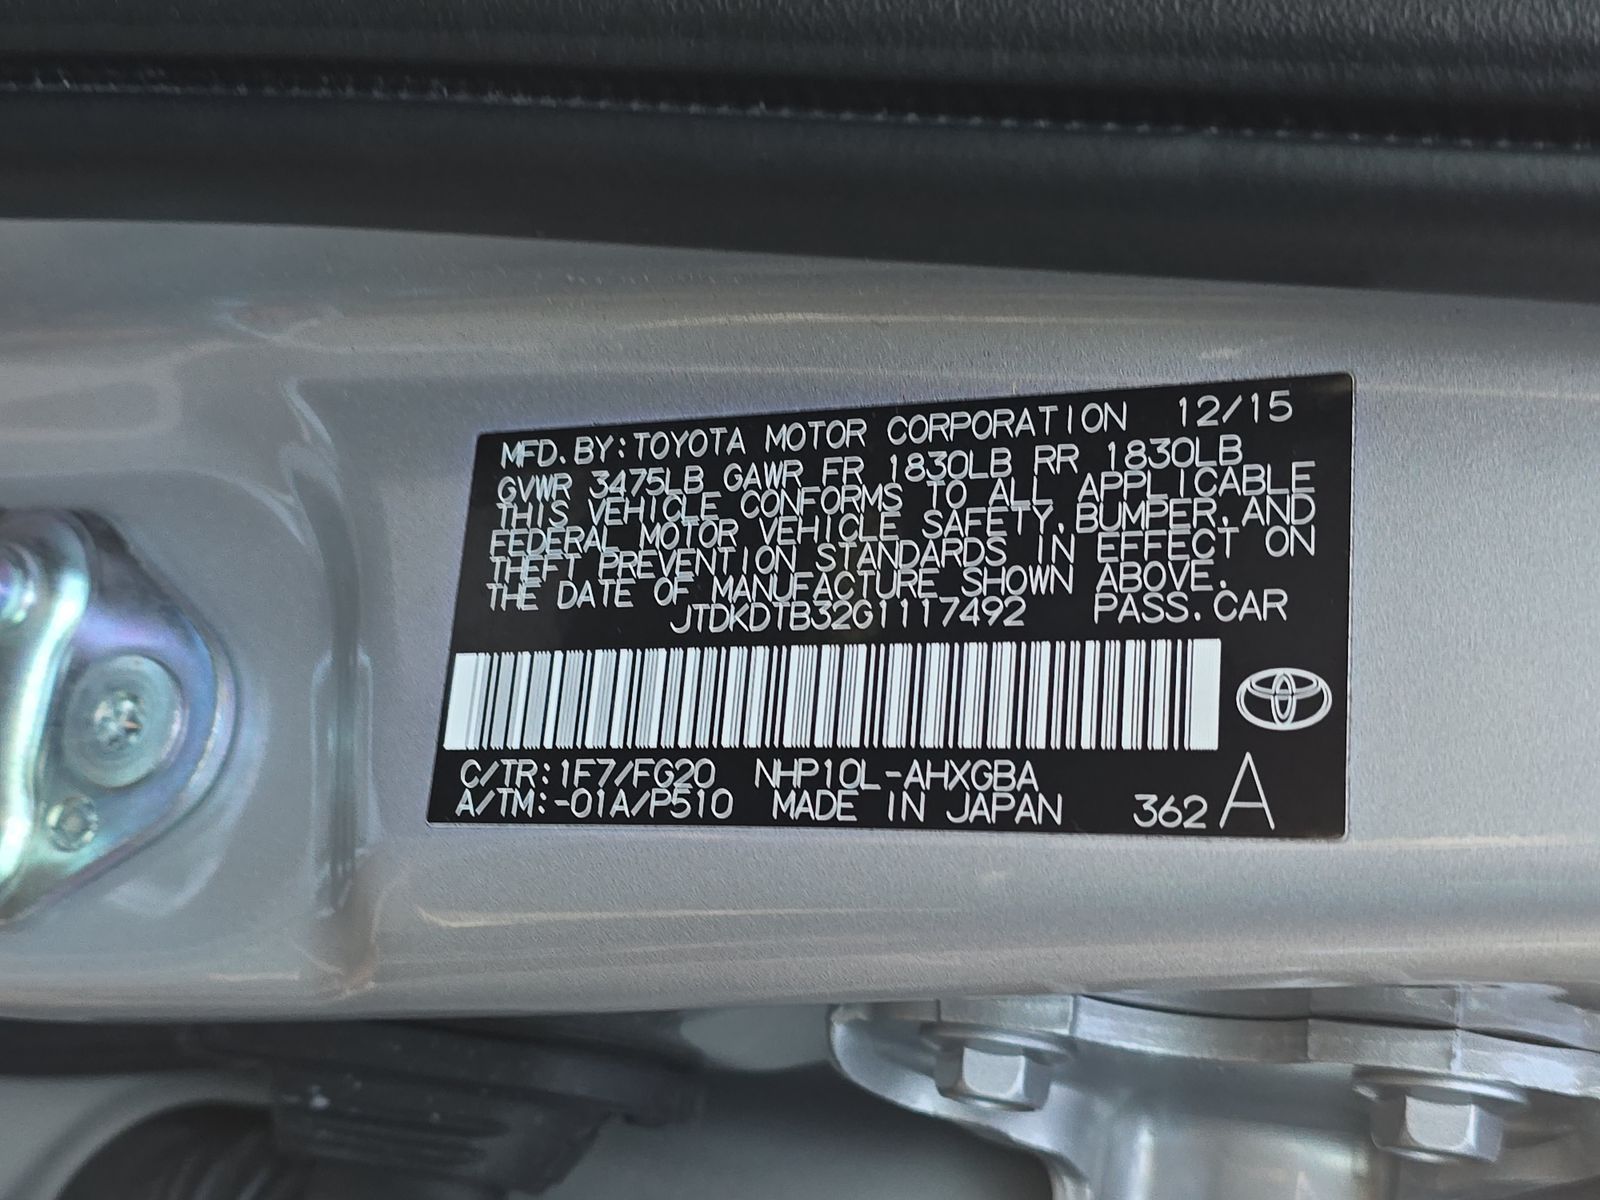 MFD. BY: TOYOTA MOTOR CORPORATION 12/15
GVWR 3475LB GAWR FR 1830LB RR 1830LB
THIS VEHICLE CONFORMS TO ALL APPLICABLE
FEDERAL MOTOR VEHICLE SAFETY, BUMPER, AND
THEFT PREVENTION STANDARDS IN EFFECT ON
THE DATE OF MANUFACTURE SHOWN ABOVE.
JTDKDTB32G1117492 PASS. CAR
C/TR: 1F7/FG20 NHP10L-AHXGBA
A/TM: -01A/P510 MADE IN JAPAN 362 A